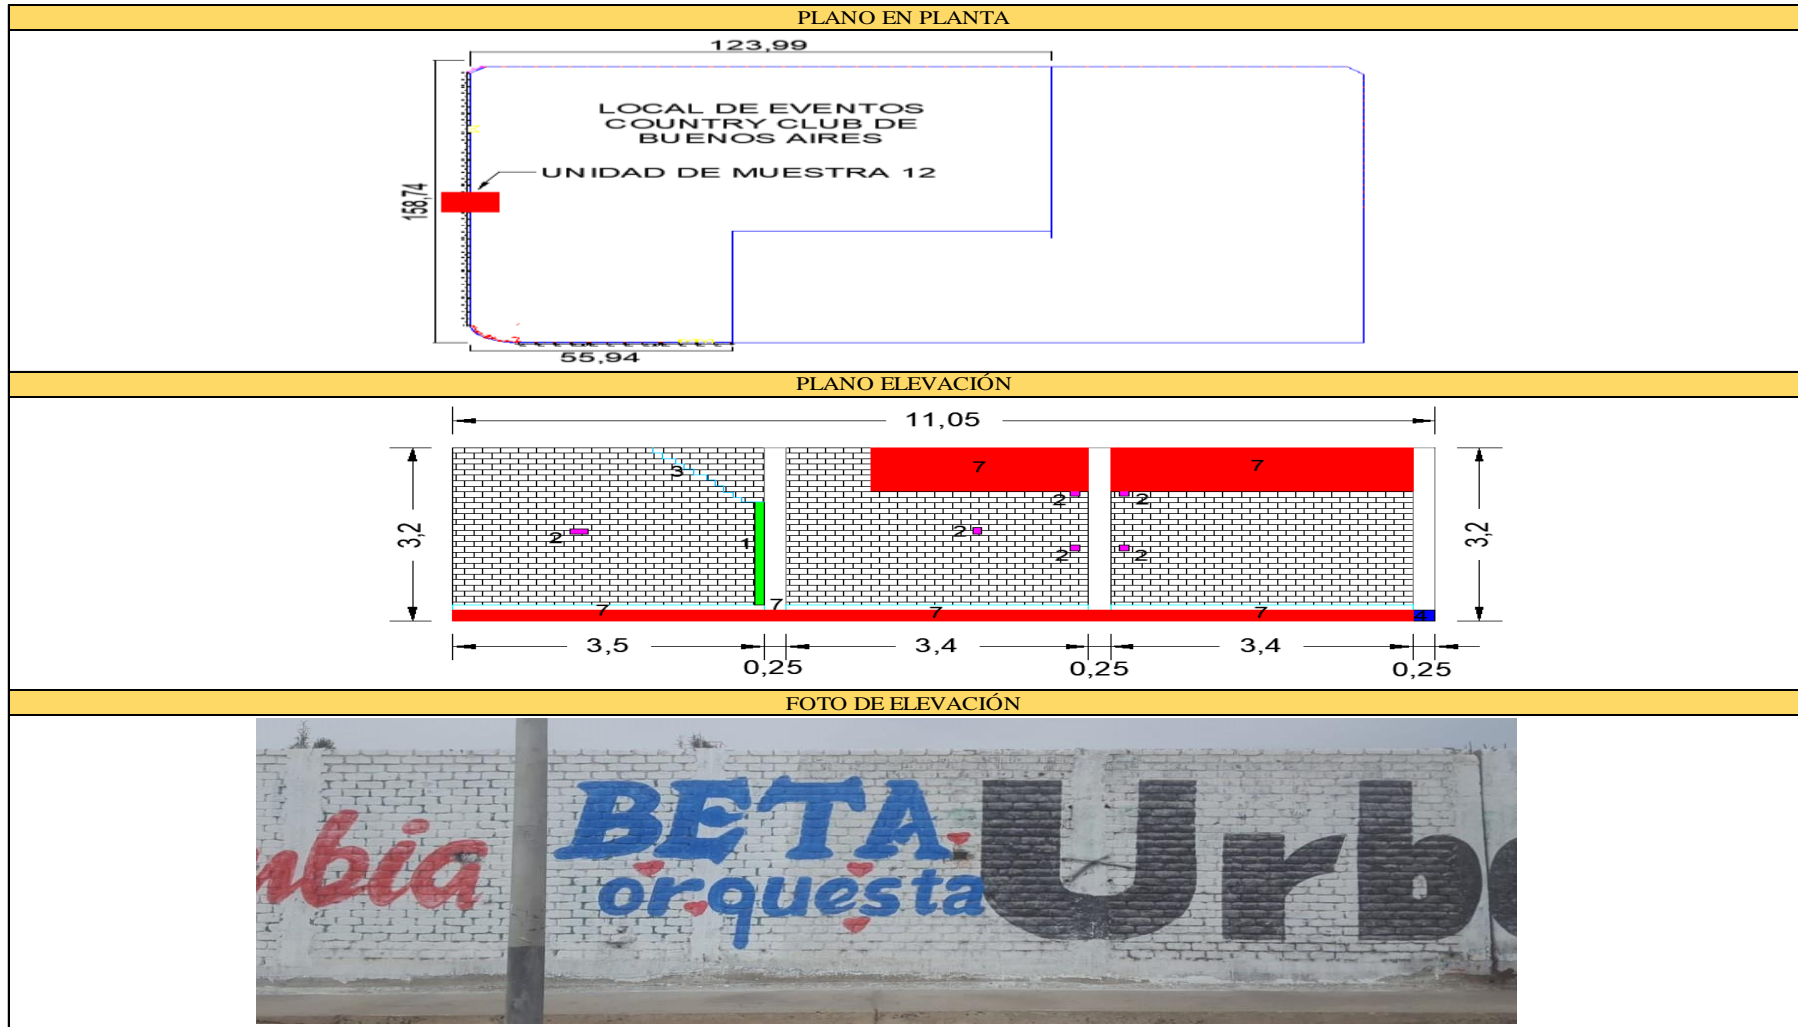 PLANO EN PLANTA
123,99
LOCAL DE EVENTOS
COUNTRY CLUB DE
BUENOS AIRES
UNIDAD DE MUESTRA 12
158,74
55,94
PLANO ELEVACIÓN
11,05
3
7
7
2
2
3,2
2
1
2
2
2
3,2
7
7
7
7
4
3,5
3,4
3,4
0,25
0,25
0,25
FOTO DE ELEVACIÓN
BETA
Urb
mbia
orquesta